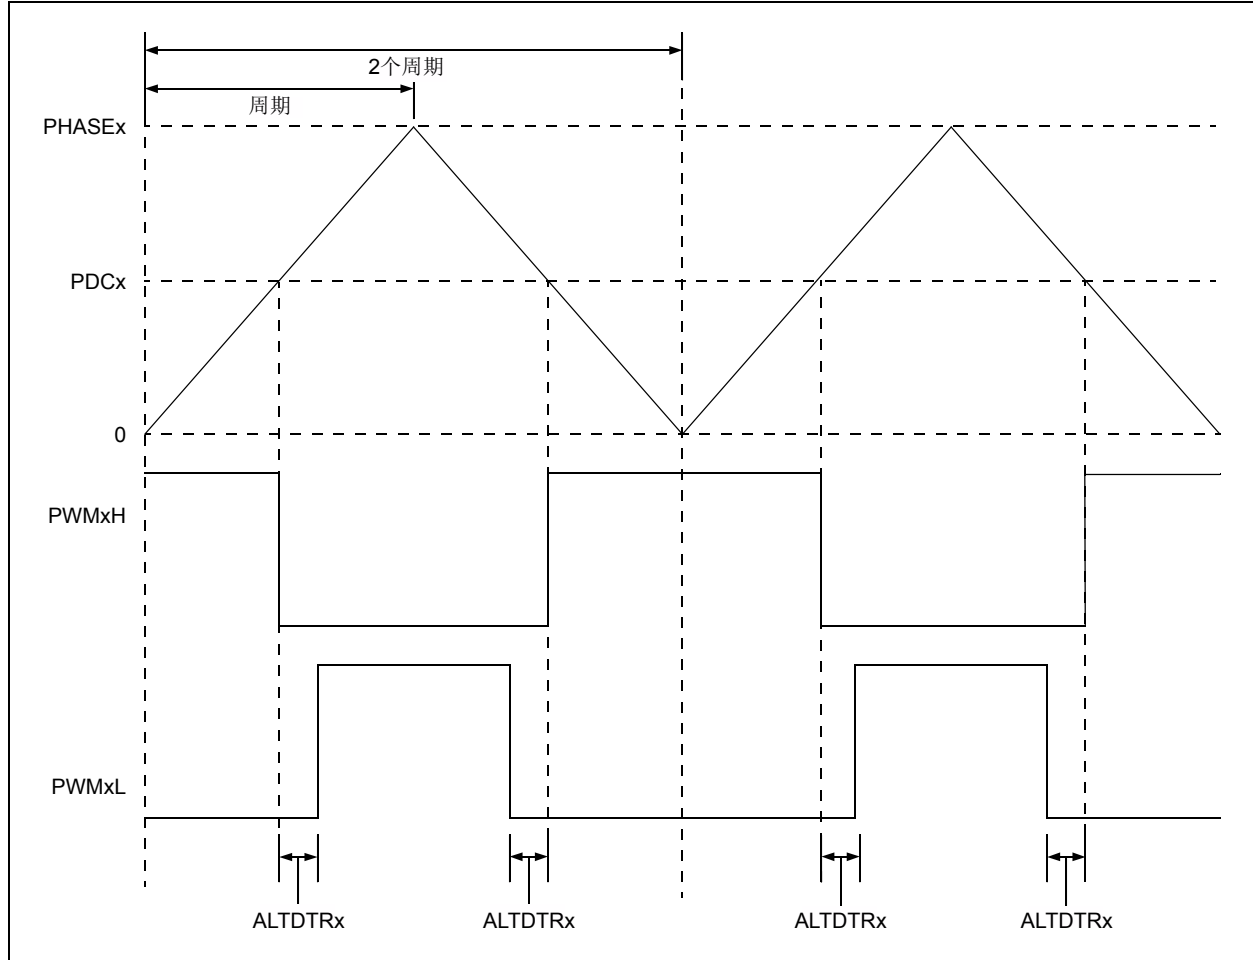 2个周期
周期
PHASEx
PDCx
0
PWMxH
PWMxL
ALTDTRx
ALTDTRx
ALTDTRx
ALTDTRx